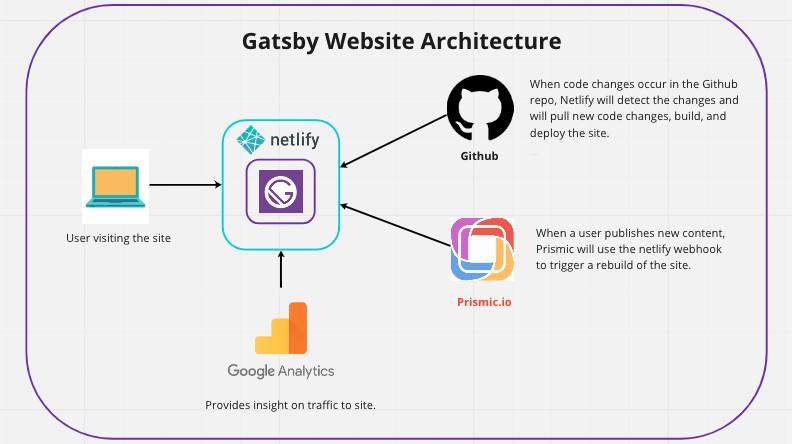 Gatsby Website Architecture
When code changes occur in the Github
repo, Netlify will detect the changes and
will pull new code changes, build, and
deploy the site.
netlify
Github
User visiting the site
When a user publishes new content,
Prismic will use the netlify webhook
to trigger a rebuild of the site.
Prismic.io
Google Analytics
Provides insight on traffic to site.